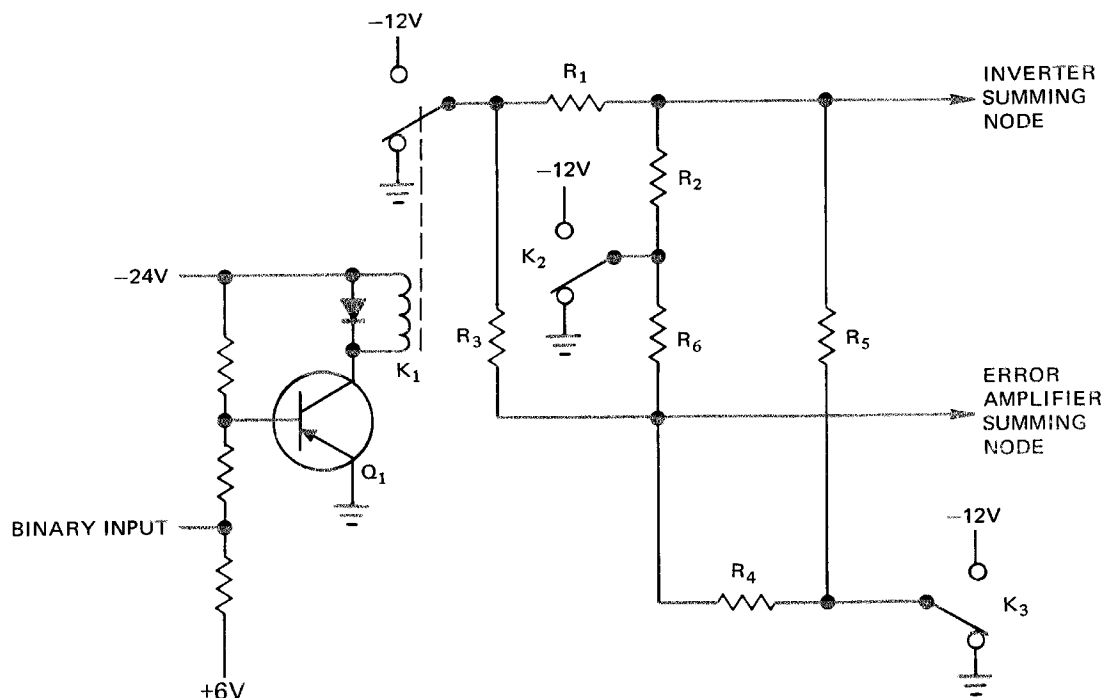 −12V
R1
INVERTER
SUMMING
NODE
−12V
R2
K2
−24V
K1
R3
R6
R5
ERROR
AMPLIFIER
SUMMING
NODE
Q1
BINARY INPUT
−12V
R4
K3
+6V